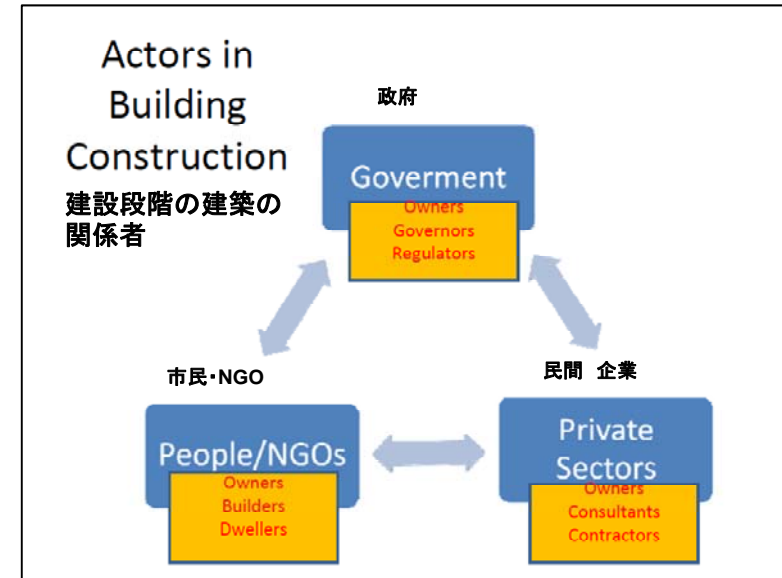 Actors in
Building
Construction
建設段階の建築の
関係者
政府
Goverment
Owners
Governors
Regulators
市民・NGO
People/NGOs
Owners
Builders
Dwellers
民間 企業
Private
Sectors
Owners
Consultants
Contractors